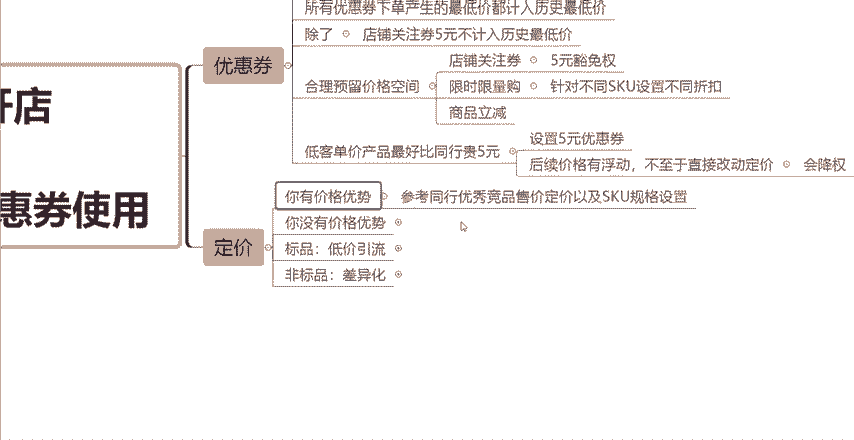 所有优惠券下单产生的最低价都计入历史最低价
除了 店铺关注券5元不计入历史最低价
优惠券
店铺关注券 5元豁免权
合理预留价格空间 限时限量购 针对不同SKU设置不同折扣
商品立减
开店
设置5元优惠券
低客单价产品最好比同行贵5元
后续价格有浮动，不至于直接改动定价 会降权
惠券使用
你有价格优势 参考同行优秀竞品售价定价以及SKU规格设置
你没有价格优势
定价
标品：低价引流
非标品：差异化